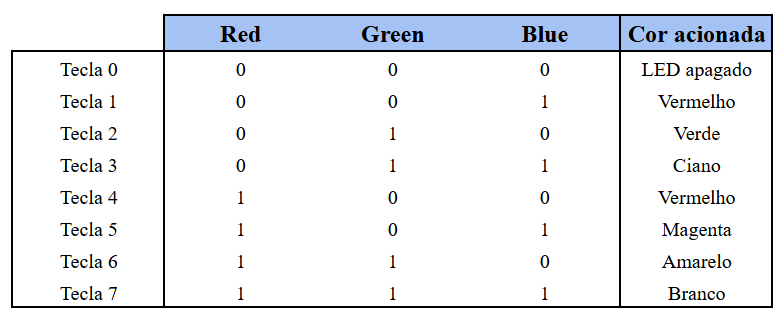 Red Green Blue Cor acionada
Tecla 0 0 0 0 LED apagado
Tecla 1 0 0 1 Vermelho
Tecla 2 0 1 0 Verde
Tecla 3 0 1 1 Ciano
Tecla 4 1 0 0 Vermelho
Tecla 5 1 0 1 Magenta
Tecla 6 1 1 0 Amarelo
Tecla 7 1 1 1 Branco